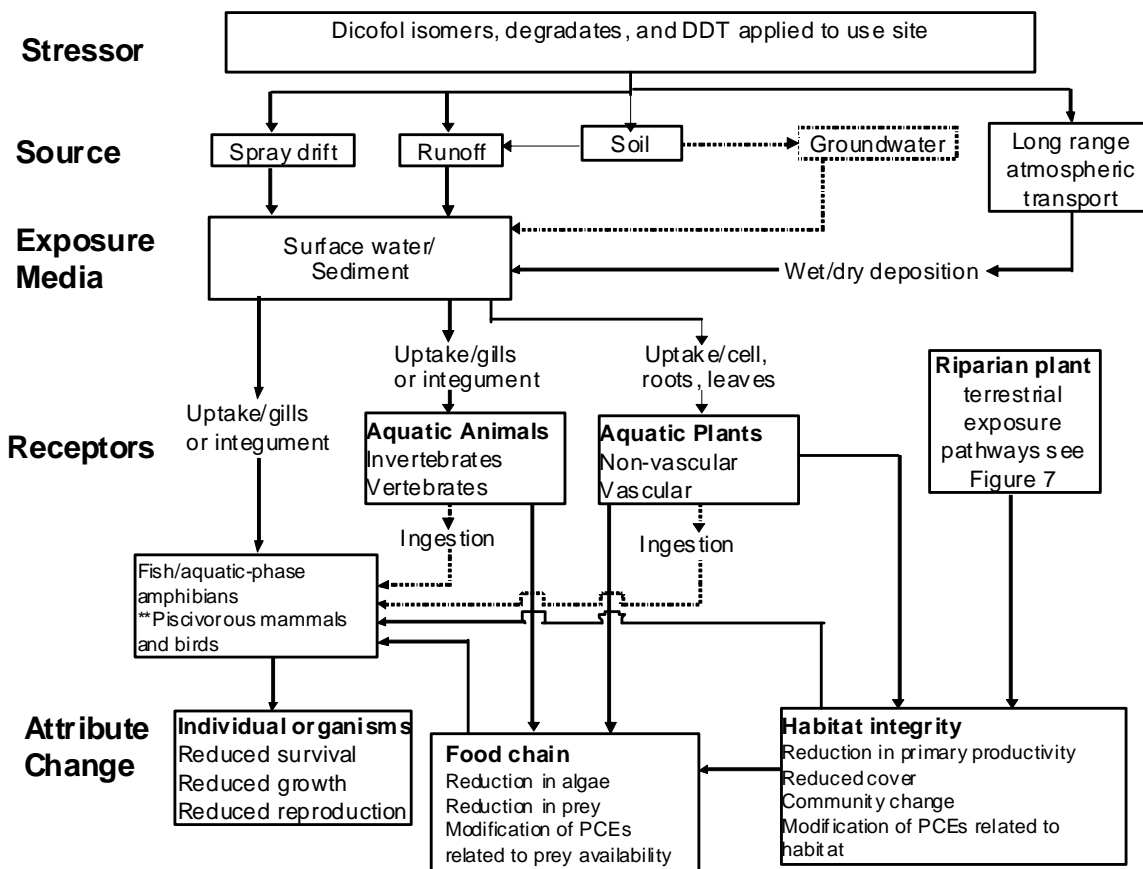 Stressor
Dicofol isomers, degradates, and DDT applied to use site
Source
Spray drift
Runoff
Soil
Groundwater
Long range
atmospheric
transport
Exposure
Media
Surface water/
Sediment
Wet/dry deposition
Uptake/gills
or integument
Uptake/gills
or integument
Uptake/cell,
roots, leaves
Riparian plant
terrestrial
exposure
pathways see
Figure 7
Receptors
Aquatic Animals
Invertebrates
Vertebrates
Aquatic Plants
Non-vascular
Vascular
Ingestion
Ingestion
Fish/aquatic-phase
amphibians
**Piscivorous mammals
and birds
Attribute
Change
Individual organisms
Reduced survival
Reduced growth
Reduced reproduction
Food chain
Reduction in algae
Reduction in prey
Modification of PCEs
related to prey availability
Habitat integrity
Reduction in primary productivity
Reduced cover
Community change
Modification of PCEs related to
habitat